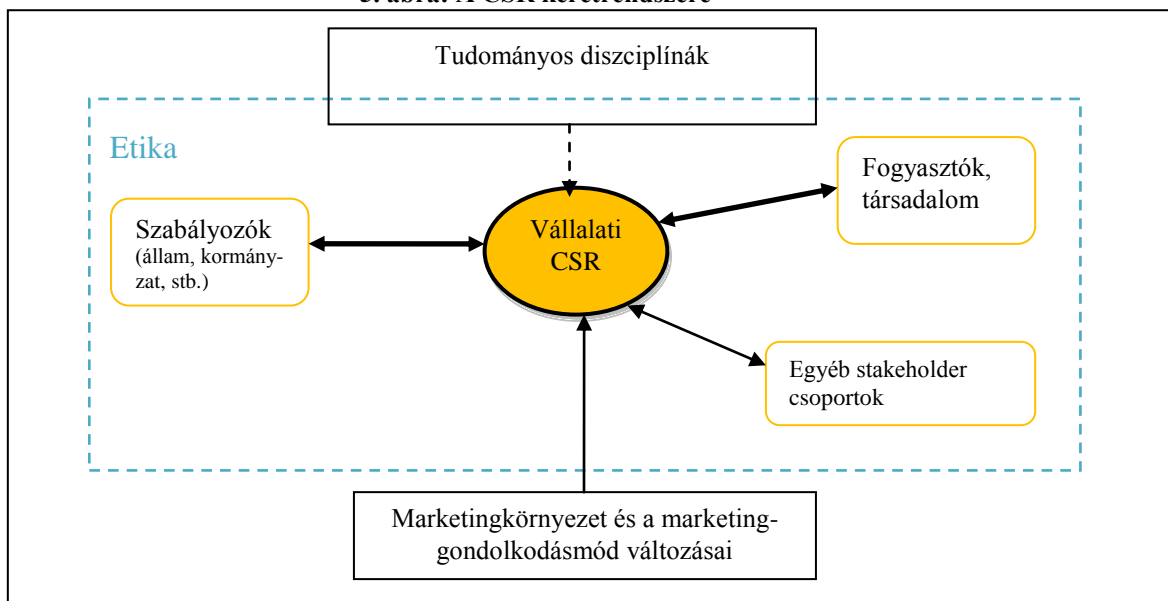 Tudományos diszciplínák
Etika
Fogyasztók,
társadalom
Szabályozók
(állam, kormány-
zat, stb.)
Vállalati
CSR
Egyéb stakeholder
csoportok
Marketingkörnyezet és a marketing-
gondolkodásmód változásai